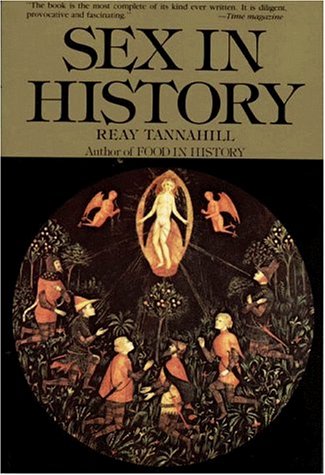 "The book is the most complete of its kind ever written. It is diligent,
provocative and fascinating." —Time magazine
SEX IN
HISTORY
REAY TANNAHILL
Author of FOOD IN HISTORY